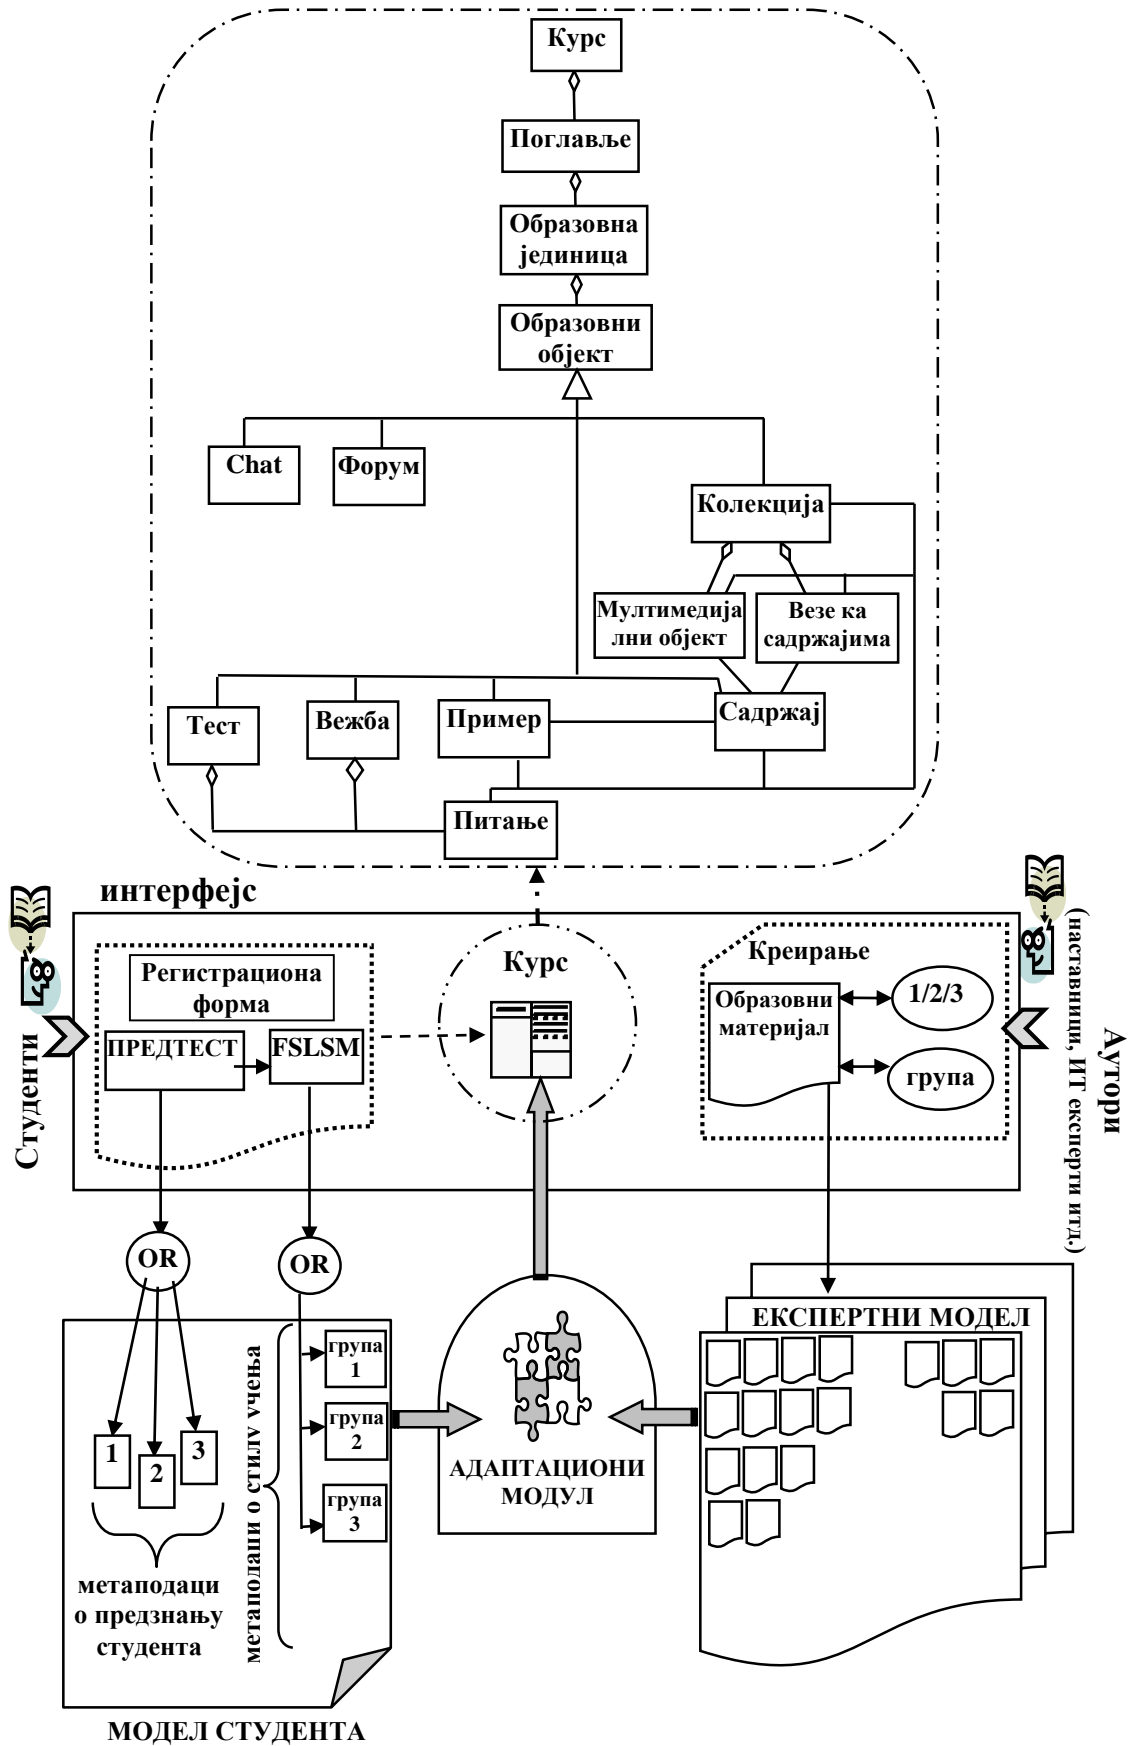 Курс
Поглавље
Образовна
јединица
Образовни
објект
Chat
Форум
Колекција
Мултимедија
лни објект
Везе ка
садржајима
Тест
Вежба
Пример
Садржај
Питање
интерфејс
Студенти
Регистрациона
форма
ПРЕДТЕСТ
FSLSM
Курс
Креирање
Образовни
материјал
1/2/3
група
Аутори
(наставници, ИТ експерти итд.)
OR
OR
1
2
3
метаподаци
о предзнању
студента
метаподаци о стилу учења
група
1
група
2
група
3
МОДЕЛ СТУДЕНТА
АДАПТАЦИОНИ
МОДУЛ
ЕКСПЕРТНИ МОДЕЛ